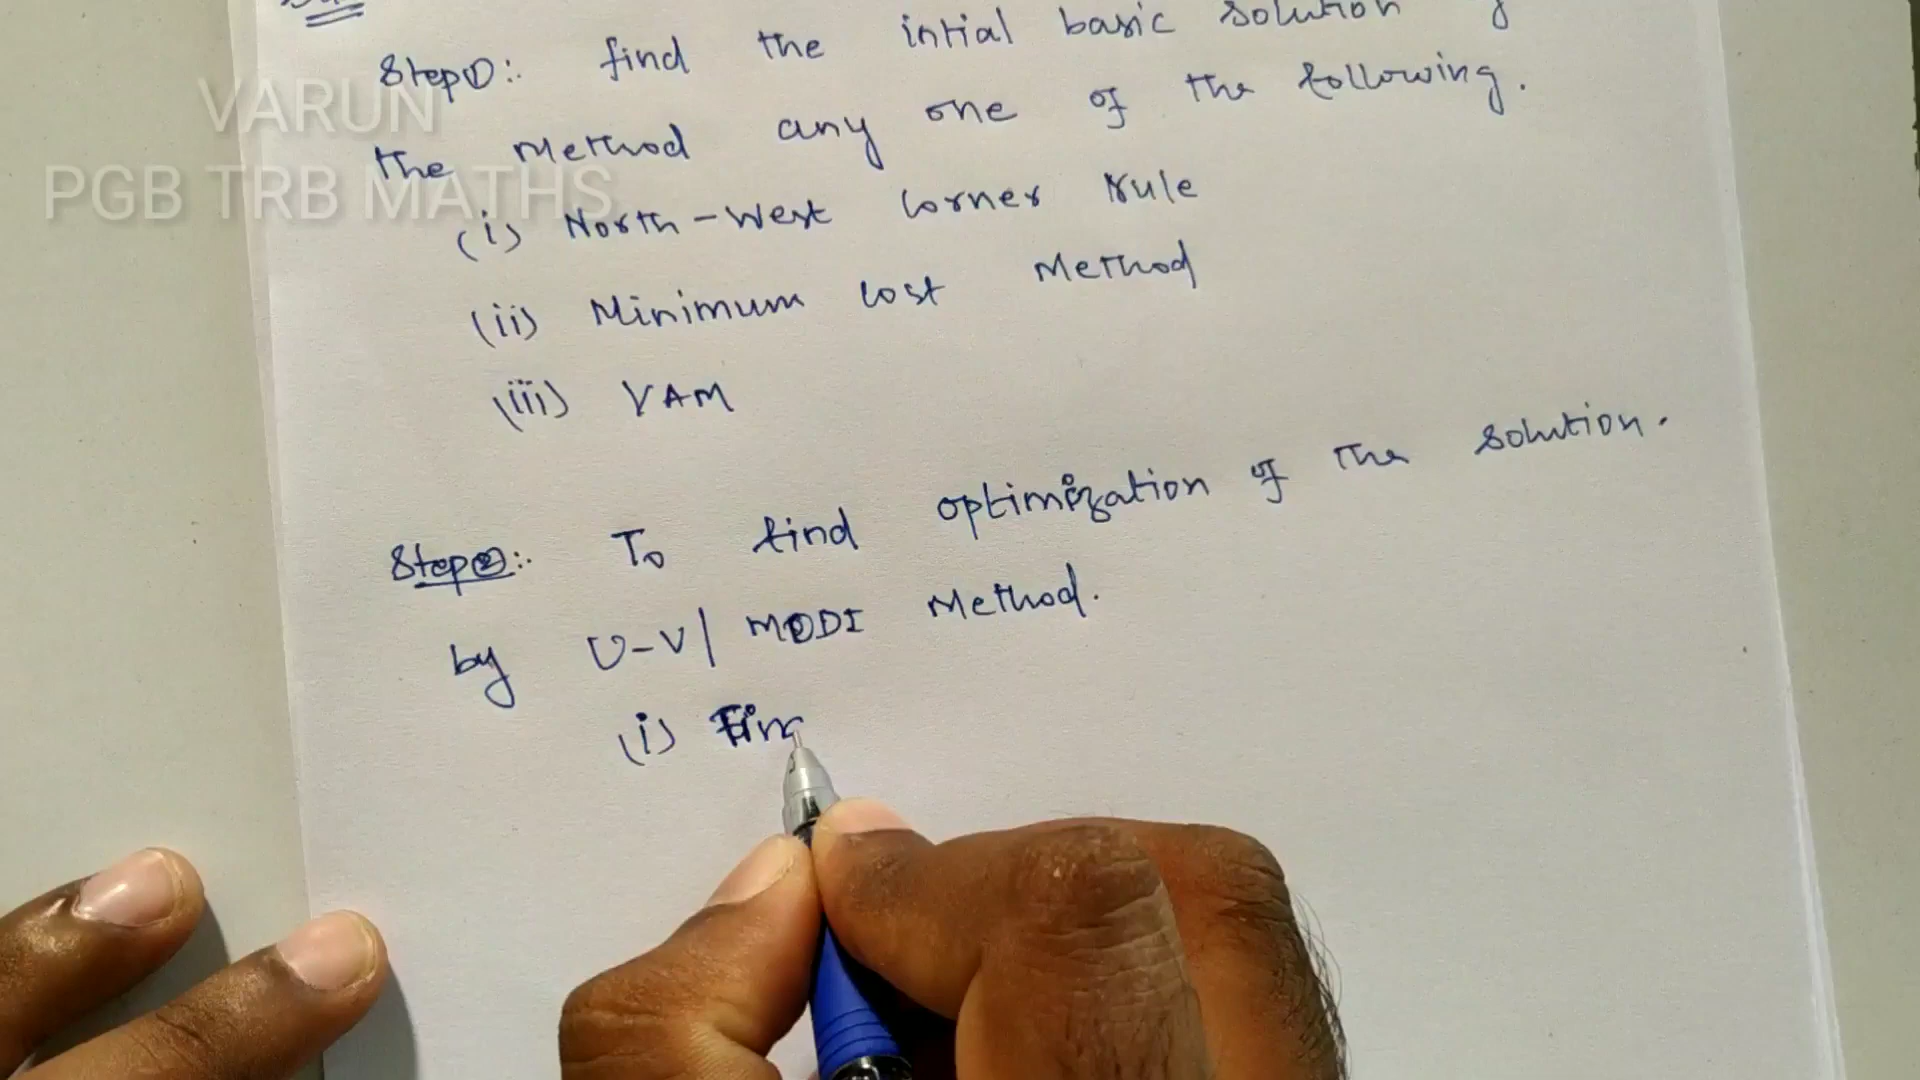 Step①:. find the intial basic solution
VARUN
the Method any one of the following.
PGB TRB MATHS
(i) North-West Corner Rule
(ii) Minimum Cost Method
(iii) VAM
Step②:. To find optimization of the solution.
by U-V/ MODI Method.
(i) Fin